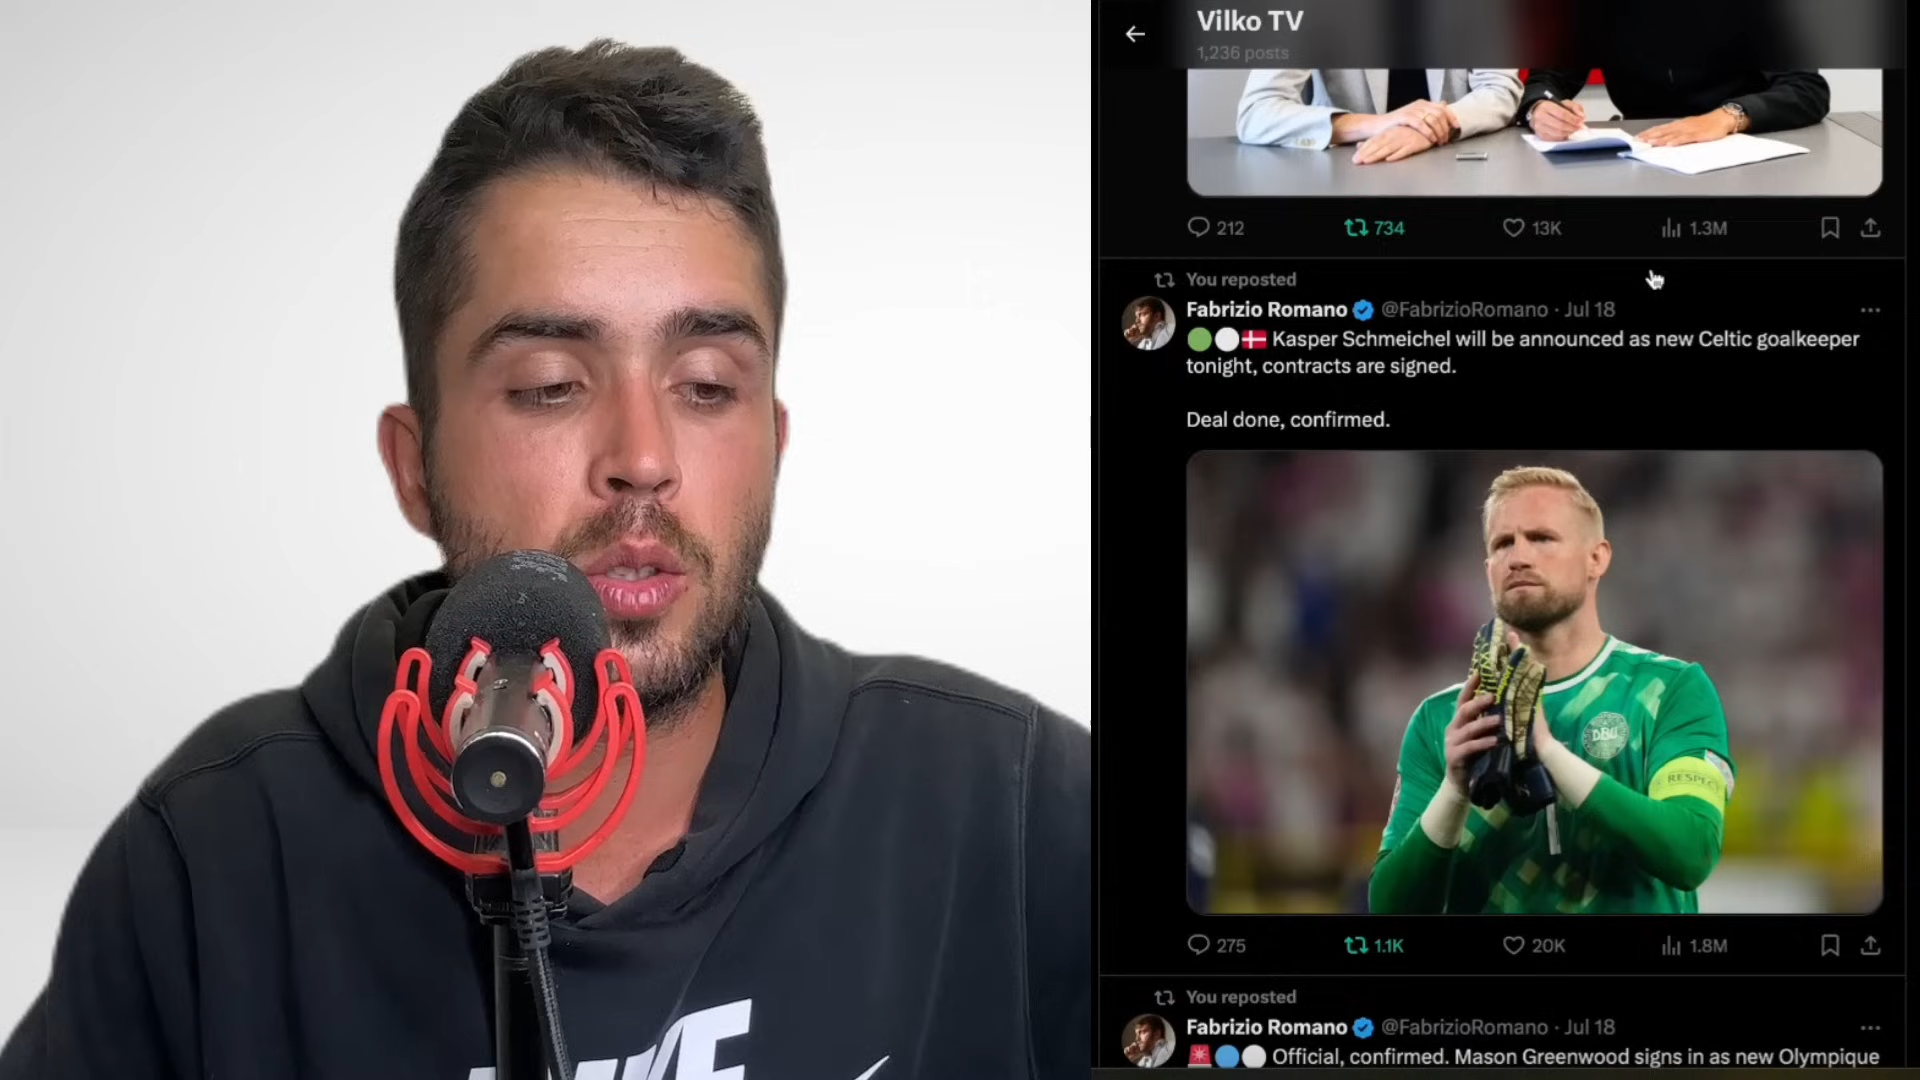 Vilko TV
1,236 posts
212 734 13K 1.3M
You reposted
Fabrizio Romano @FabrizioRomano · Jul 18
Kasper Schmeichel will be announced as new Celtic goalkeeper
tonight, contracts are signed.
Deal done, confirmed.
DBU
RESPECT
275 1.1K 20K 1.8M
You reposted
Fabrizio Romano @FabrizioRomano · Jul 18
Official, confirmed. Mason Greenwood signs in as new Olympique